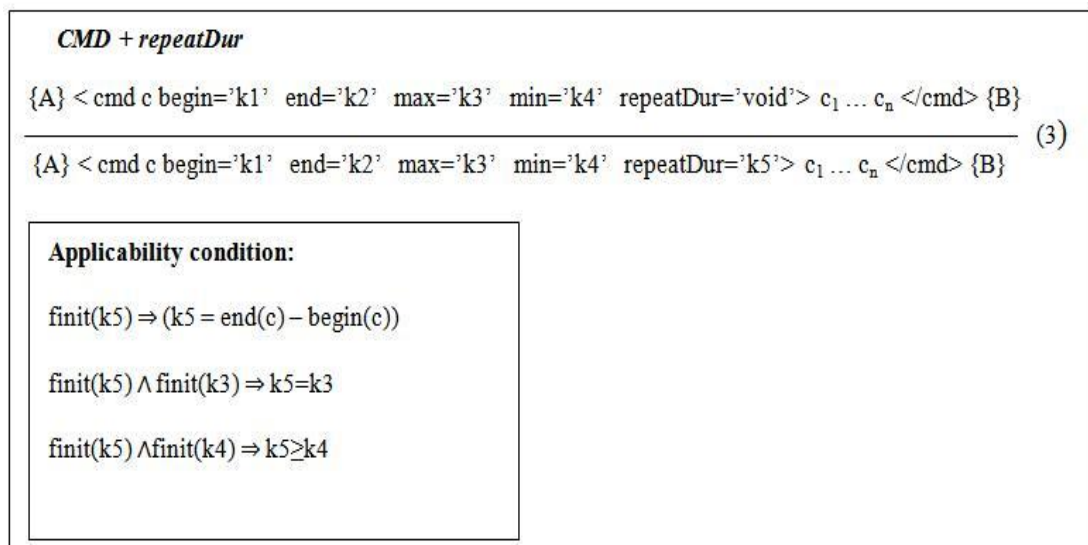 CMD + repeatDur
{A} < cmd c begin='k1' end='k2' max='k3' min='k4' repeatDur='void'> c₁ … cₙ </cmd> {B}
(3)
{A} < cmd c begin='k1' end='k2' max='k3' min='k4' repeatDur='k5'> c₁ … cₙ </cmd> {B}
Applicability condition:
finit(k5) ⇒ (k5 = end(c) – begin(c))
finit(k5) ∧ finit(k3) ⇒ k5=k3
finit(k5) ∧finit(k4) ⇒ k5≥k4